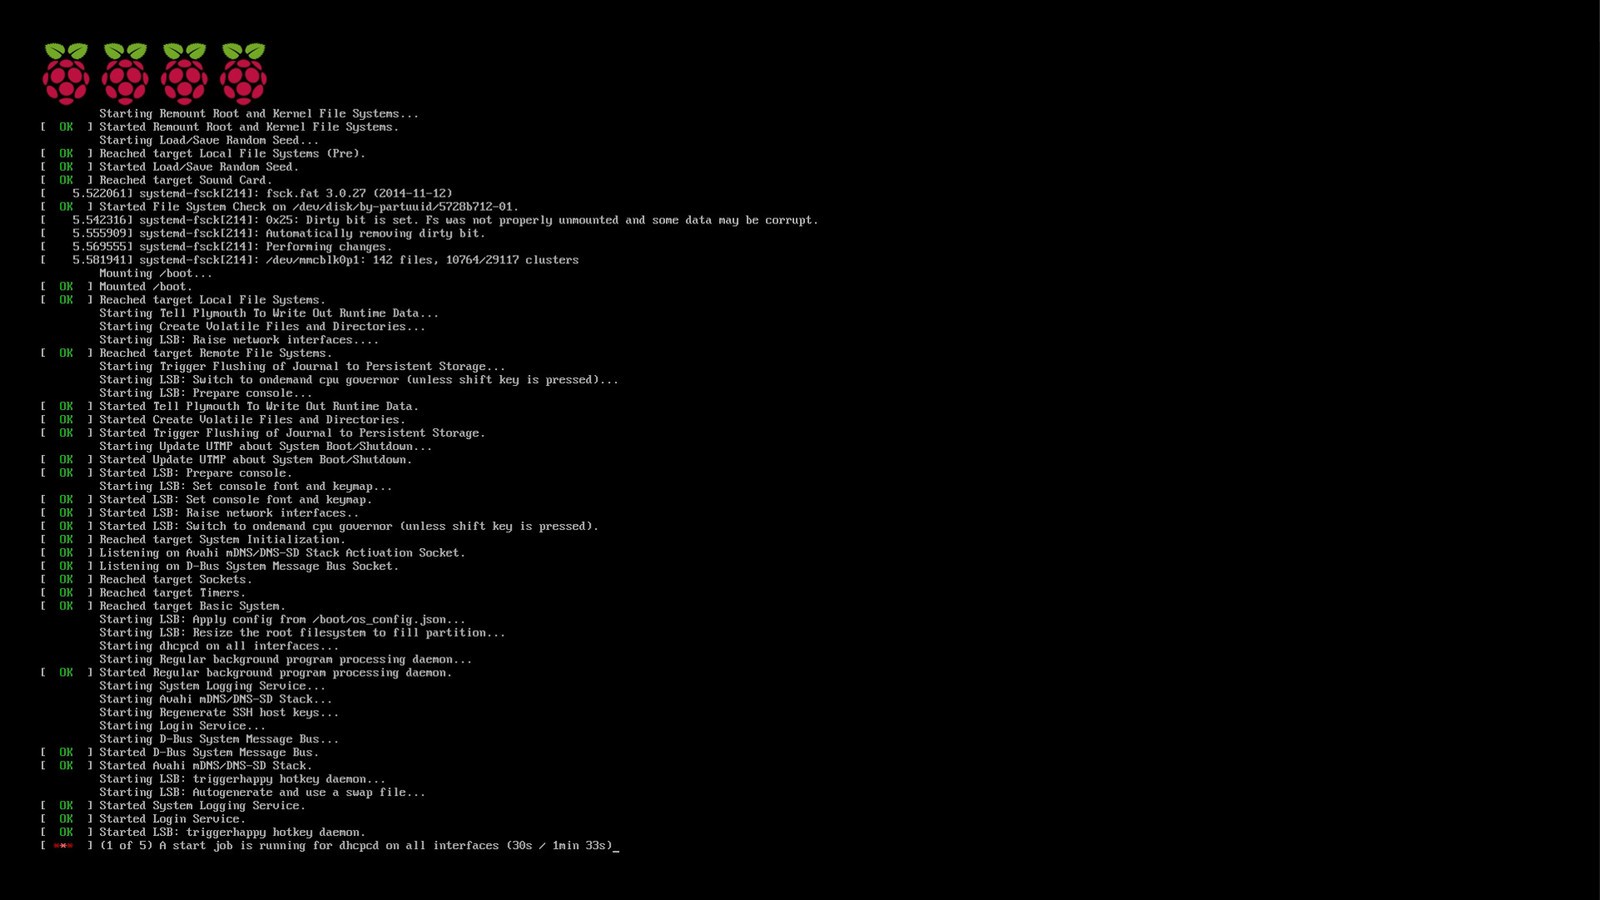 Starting Remount Root and Kernel File Systems...
[  OK  ] Started Remount Root and Kernel File Systems.
Starting Load/Save Random Seed...
[  OK  ] Reached target Local File Systems (Pre).
[  OK  ] Started Load/Save Random Seed.
[  OK  ] Reached target Sound Card.
[    5.522061] systemd-fsck[214]: fsck.fat 3.0.27 (2014-11-12)
[  OK  ] Started File System Check on /dev/disk/by-partuuid/5728b712-01.
[    5.542316] systemd-fsck[214]: 0x25: Dirty bit is set. Fs was not properly unmounted and some data may be corrupt.
[    5.555909] systemd-fsck[214]: Automatically removing dirty bit.
[    5.569555] systemd-fsck[214]: Performing changes.
[    5.581941] systemd-fsck[214]: /dev/mmcblk0p1: 142 files, 10764/29117 clusters
Mounting /boot...
[  OK  ] Mounted /boot.
[  OK  ] Reached target Local File Systems.
Starting Tell Plymouth To Write Out Runtime Data...
Starting Create Volatile Files and Directories...
Starting LSB: Raise network interfaces....
[  OK  ] Reached target Remote File Systems.
Starting Trigger Flushing of Journal to Persistent Storage...
Starting LSB: Switch to ondemand cpu governor (unless shift key is pressed)...
Starting LSB: Prepare console...
[  OK  ] Started Tell Plymouth To Write Out Runtime Data.
[  OK  ] Started Create Volatile Files and Directories.
[  OK  ] Started Trigger Flushing of Journal to Persistent Storage.
Starting Update UTMP about System Boot/Shutdown...
[  OK  ] Started Update UTMP about System Boot/Shutdown.
[  OK  ] Started LSB: Prepare console.
Starting LSB: Set console font and keymap...
[  OK  ] Started LSB: Set console font and keymap.
[  OK  ] Started LSB: Raise network interfaces..
[  OK  ] Started LSB: Switch to ondemand cpu governor (unless shift key is pressed).
[  OK  ] Reached target System Initialization.
[  OK  ] Listening on Avahi mDNS/DNS-SD Stack Activation Socket.
[  OK  ] Listening on D-Bus System Message Bus Socket.
[  OK  ] Reached target Sockets.
[  OK  ] Reached target Timers.
[  OK  ] Reached target Basic System.
Starting LSB: Apply config from /boot/os_config.json...
Starting LSB: Resize the root filesystem to fill partition...
Starting dhcpcd on all interfaces...
Starting Regular background program processing daemon...
[  OK  ] Started Regular background program processing daemon.
Starting System Logging Service...
Starting Avahi mDNS/DNS-SD Stack...
Starting Regenerate SSH host keys...
Starting Login Service...
Starting D-Bus System Message Bus...
[  OK  ] Started D-Bus System Message Bus.
[  OK  ] Started Avahi mDNS/DNS-SD Stack.
Starting LSB: triggerhappy hotkey daemon...
Starting LSB: Autogenerate and use a swap file...
[  OK  ] Started System Logging Service.
[  OK  ] Started Login Service.
[  OK  ] Started LSB: triggerhappy hotkey daemon.
[ *** ] (1 of 5) A start job is running for dhcpcd on all interfaces (30s / 1min 33s)_